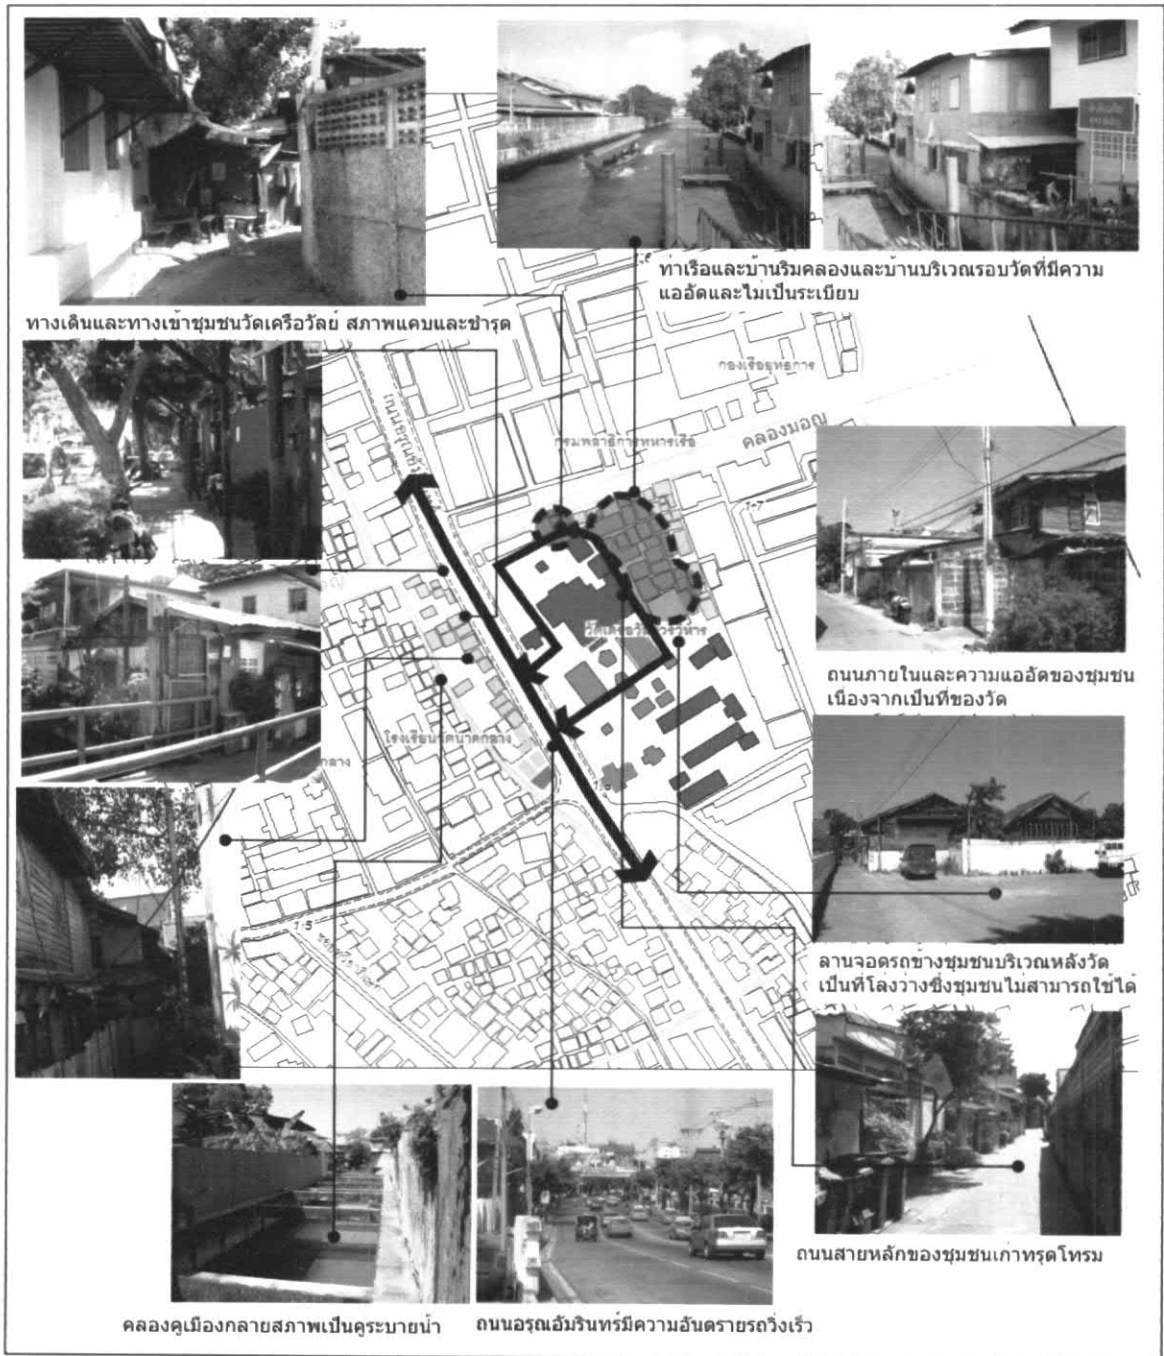 ท่าเรือและบ้านริมคลองและบ้านบริเวณรอบวัดที่มีความ
แออัดและไม่เป็นระเบียบ
ทางเดินและทางเข้าชุมชนวัดเครือวัลย์ สภาพแคบและชำรุด
กองเรือยุทธการ
กรมพลาธิการทหารเรือ
คลองมอญ
ถนนภายในและความแออัดของชุมชน
เนื่องจากเป็นที่ของวัด
โรงเรียนวัดนาคกลาง
ลานจอดรถข้างชุมชนบริเวณหลังวัด
เป็นที่โล่งว่างซึ่งชุมชนไม่สามารถใช้ได้
ถนนสายหลักของชุมชนเก่าทรุดโทรม
คลองคูเมืองกลายสภาพเป็นคูระบายน้ำ
ถนนอรุณอัมรินทร์มีความอันตรายรถวิ่งเร็ว